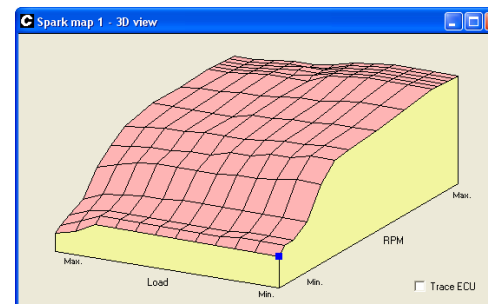 C Spark map 1 - 3D view
Max.
Load
Min.
Min.
RPM
Max.
Trace ECU